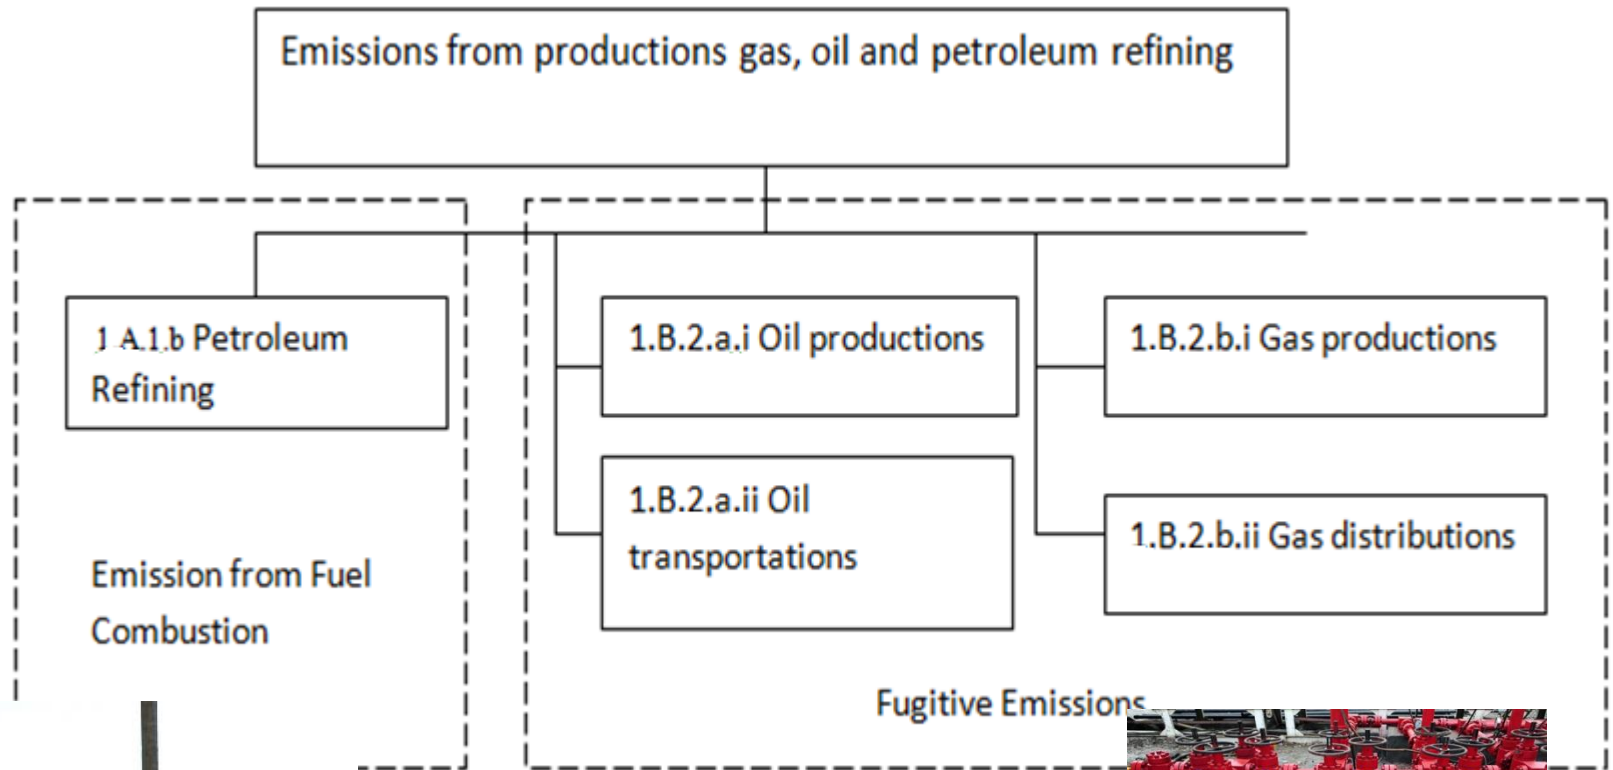 Emissions from productions gas, oil and petroleum refining
1.A.1.b Petroleum
Refining
1.B.2.a.i Oil productions
1.B.2.b.i Gas productions
1.B.2.a.ii Oil
transportations
1.B.2.b.ii Gas distributions
Emission from Fuel
Combustion
Fugitive Emissions